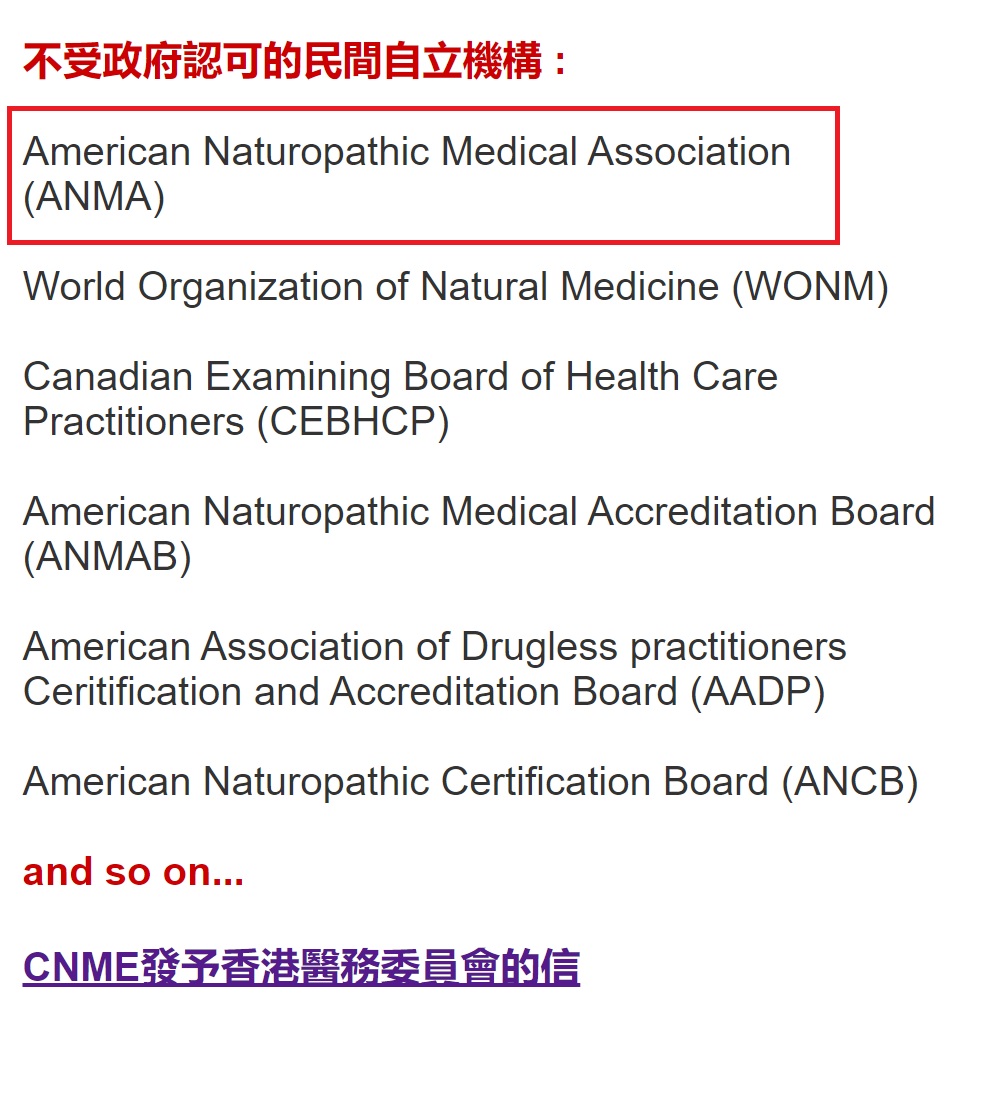 不受政府認可的民間自立機構：
American Naturopathic Medical Association
(ANMA)
World Organization of Natural Medicine (WONM)
Canadian Examining Board of Health Care
Practitioners (CEBHCP)
American Naturopathic Medical Accreditation Board
(ANMAB)
American Association of Drugless practitioners
Ceritification and Accreditation Board (AADP)
American Naturopathic Certification Board (ANCB)
and so on...
CNME發予香港醫務委員會的信